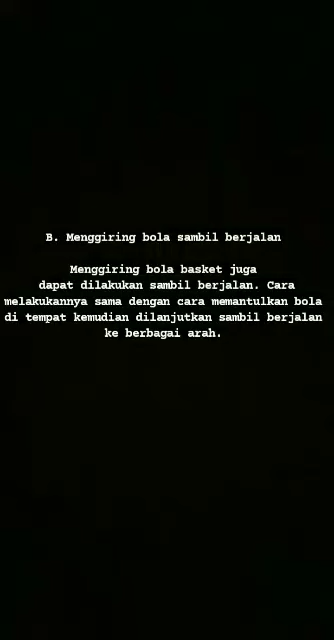 B. Menggiring bola sambil berjalan
Menggiring bola basket juga
dapat dilakukan sambil berjalan. Cara
melakukannya sama dengan cara memantulkan bola
di tempat kemudian dilanjutkan sambil berjalan
ke berbagai arah.